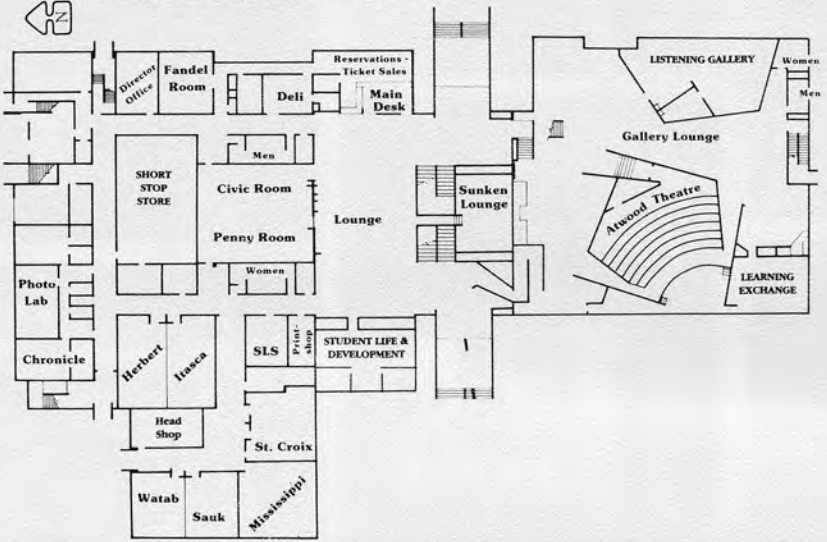 N
Director
Office
Fandel
Room
Deli
Reservations -
Ticket Sales
Main
Desk
LISTENING GALLERY
Women
Men
Gallery Lounge
Men
SHORT
STOP
STORE
Civic Room
Penny Room
Lounge
Sunken
Lounge
Atwood Theatre
Women
LEARNING
EXCHANGE
Photo
Lab
Chronicle
Herbert
Itasca
SLS
Print-
shop
STUDENT LIFE &
DEVELOPMENT
Head
Shop
St. Croix
Watab
Sauk
Mississippi